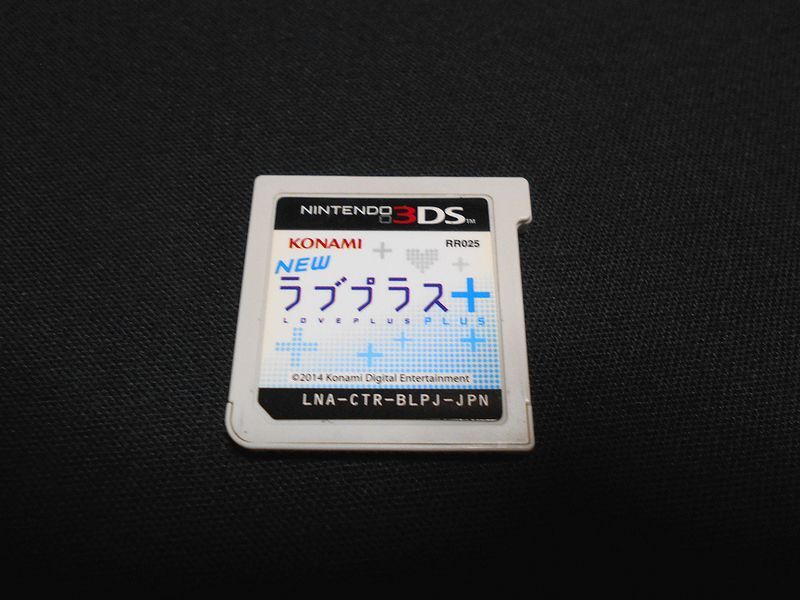 NINTENDO 3DS™
KONAMI
RR025
NEW
ラブプラス+
LOVEPLUS PLUS
©2014 Konami Digital Entertainment
LNA-CTR-BLPJ-JPN